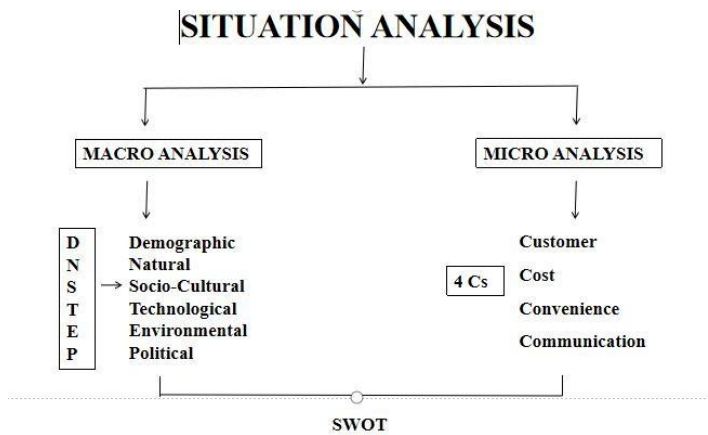 SITUATION ANALYSIS
MACRO ANALYSIS
MICRO ANALYSIS
D
N
S
T
E
P
Demographic
Natural
Socio-Cultural
Technological
Environmental
Political
4 Cs
Customer
Cost
Convenience
Communication
SWOT